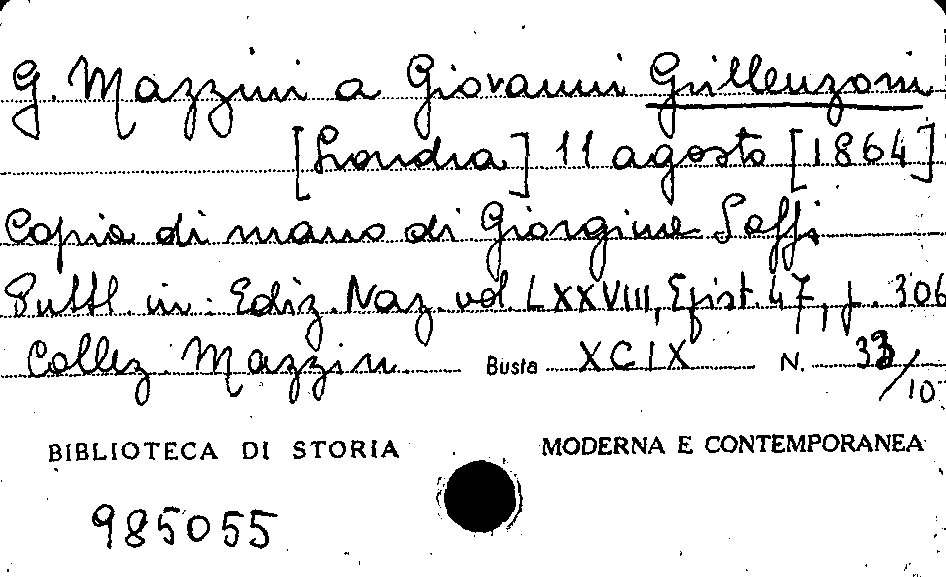 G. Mazzini a Giovanni Grillenzoni
[Londra] 11 agosto [1864]
Copia di mano di Giorgina Saffi
Pubbl. in: Ediz. Naz. vol. LXXVIII, Epist. 47, p. 306
Collez. Mazzini Busta XCIX N. 33/10
BIBLIOTECA DI STORIA MODERNA E CONTEMPORANEA
985055